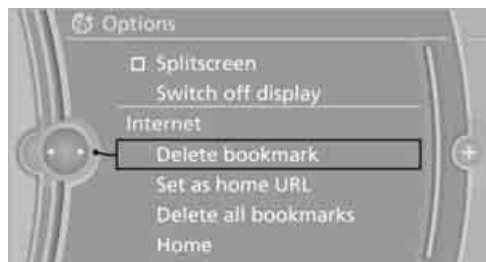 Options
Splitscreen
Switch off display
Internet
Delete bookmark
Set as home URL
Delete all bookmarks
Home